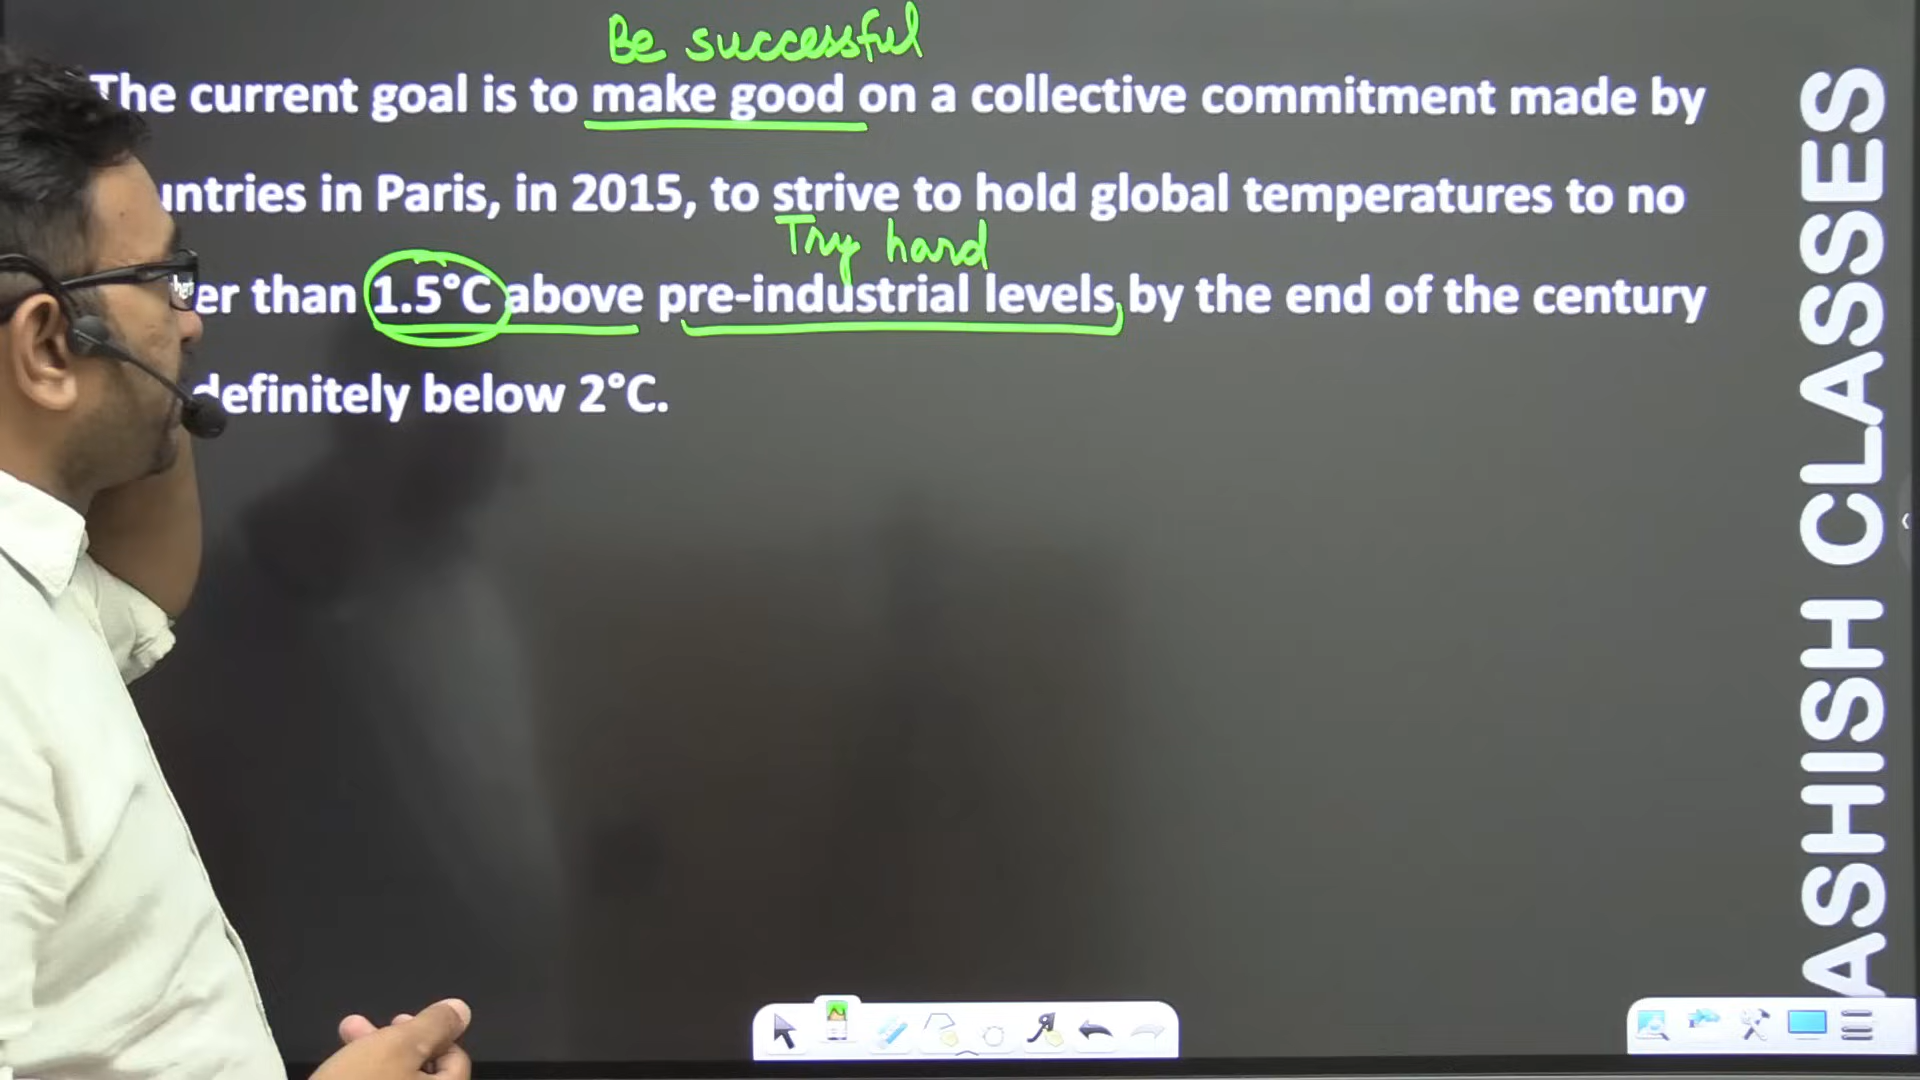 Be successful
The current goal is to make good on a collective commitment made by
untries in Paris, in 2015, to strive to hold global temperatures to no
Try hard
er than 1.5°C above pre-industrial levels, by the end of the century
definitely below 2°C.
ASHISH CLASSES